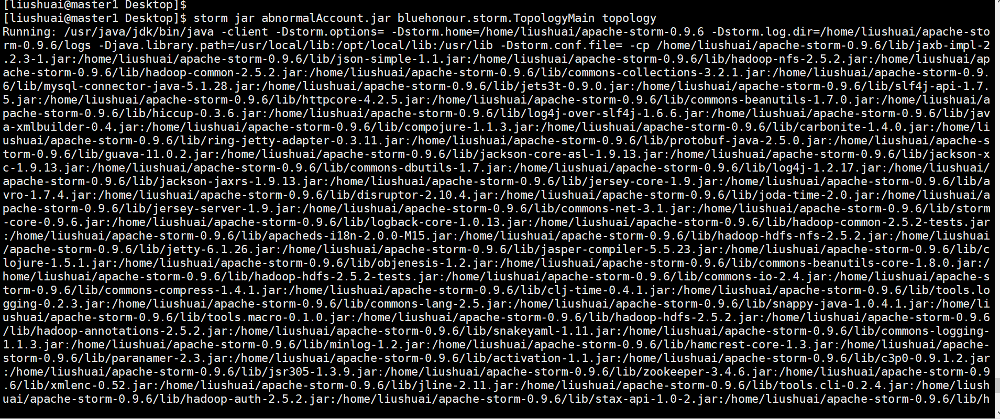 [liushuai@master1 Desktop]$
[liushuai@master1 Desktop]$ storm jar abnormalAccount.jar bluehonour.storm.TopologyMain topology
Running: /usr/java/jdk/bin/java -client -Dstorm.options= -Dstorm.home=/home/liushuai/apache-storm-0.9.6 -Dstorm.log.dir=/home/liushuai/apache-sto
rm-0.9.6/logs -Djava.library.path=/usr/local/lib:/opt/local/lib:/usr/lib -Dstorm.conf.file= -cp /home/liushuai/apache-storm-0.9.6/lib/jaxb-impl-2
.2.3-1.jar:/home/liushuai/apache-storm-0.9.6/lib/json-simple-1.1.jar:/home/liushuai/apache-storm-0.9.6/lib/hadoop-nfs-2.5.2.jar:/home/liushuai/ap
ache-storm-0.9.6/lib/hadoop-common-2.5.2.jar:/home/liushuai/apache-storm-0.9.6/lib/commons-collections-3.2.1.jar:/home/liushuai/apache-storm-0.9.
6/lib/mysql-connector-java-5.1.28.jar:/home/liushuai/apache-storm-0.9.6/lib/jets3t-0.9.0.jar:/home/liushuai/apache-storm-0.9.6/lib/slf4j-api-1.7.
5.jar:/home/liushuai/apache-storm-0.9.6/lib/httpcore-4.2.5.jar:/home/liushuai/apache-storm-0.9.6/lib/commons-beanutils-1.7.0.jar:/home/liushuai/a
pache-storm-0.9.6/lib/hiccup-0.3.6.jar:/home/liushuai/apache-storm-0.9.6/lib/log4j-over-slf4j-1.6.6.jar:/home/liushuai/apache-storm-0.9.6/lib/jav
a-xmlbuilder-0.4.jar:/home/liushuai/apache-storm-0.9.6/lib/compojure-1.1.3.jar:/home/liushuai/apache-storm-0.9.6/lib/carbonite-1.4.0.jar:/home/li
ushuai/apache-storm-0.9.6/lib/ring-jetty-adapter-0.3.11.jar:/home/liushuai/apache-storm-0.9.6/lib/protobuf-java-2.5.0.jar:/home/liushuai/apache-s
torm-0.9.6/lib/guava-11.0.2.jar:/home/liushuai/apache-storm-0.9.6/lib/jackson-core-asl-1.9.13.jar:/home/liushuai/apache-storm-0.9.6/lib/jackson-x
c-1.9.13.jar:/home/liushuai/apache-storm-0.9.6/lib/commons-dbutils-1.7.jar:/home/liushuai/apache-storm-0.9.6/lib/log4j-1.2.17.jar:/home/liushuai/
apache-storm-0.9.6/lib/jackson-jaxrs-1.9.13.jar:/home/liushuai/apache-storm-0.9.6/lib/jersey-core-1.9.jar:/home/liushuai/apache-storm-0.9.6/lib/a
vro-1.7.4.jar:/home/liushuai/apache-storm-0.9.6/lib/disruptor-2.10.4.jar:/home/liushuai/apache-storm-0.9.6/lib/joda-time-2.0.jar:/home/liushuai/a
pache-storm-0.9.6/lib/jersey-server-1.9.jar:/home/liushuai/apache-storm-0.9.6/lib/commons-net-3.1.jar:/home/liushuai/apache-storm-0.9.6/lib/storm
-core-0.9.6.jar:/home/liushuai/apache-storm-0.9.6/lib/logback-core-1.0.13.jar:/home/liushuai/apache-storm-0.9.6/lib/hadoop-common-2.5.2-tests.jar
:/home/liushuai/apache-storm-0.9.6/lib/apacheds-i18n-2.0.0-M15.jar:/home/liushuai/apache-storm-0.9.6/lib/hadoop-hdfs-nfs-2.5.2.jar:/home/liushuai
/apache-storm-0.9.6/lib/jetty-6.1.26.jar:/home/liushuai/apache-storm-0.9.6/lib/jasper-compiler-5.5.23.jar:/home/liushuai/apache-storm-0.9.6/lib/c
lojure-1.5.1.jar:/home/liushuai/apache-storm-0.9.6/lib/objenesis-1.2.jar:/home/liushuai/apache-storm-0.9.6/lib/commons-beanutils-core-1.8.0.jar:/
home/liushuai/apache-storm-0.9.6/lib/hadoop-hdfs-2.5.2-tests.jar:/home/liushuai/apache-storm-0.9.6/lib/commons-io-2.4.jar:/home/liushuai/apache-s
torm-0.9.6/lib/commons-compress-1.4.1.jar:/home/liushuai/apache-storm-0.9.6/lib/clj-time-0.4.1.jar:/home/liushuai/apache-storm-0.9.6/lib/tools.lo
gging-0.2.3.jar:/home/liushuai/apache-storm-0.9.6/lib/commons-lang-2.5.jar:/home/liushuai/apache-storm-0.9.6/lib/snappy-java-1.0.4.1.jar:/home/li
ushuai/apache-storm-0.9.6/lib/tools.macro-0.1.0.jar:/home/liushuai/apache-storm-0.9.6/lib/hadoop-hdfs-2.5.2.jar:/home/liushuai/apache-storm-0.9.6
/lib/hadoop-annotations-2.5.2.jar:/home/liushuai/apache-storm-0.9.6/lib/snakeyaml-1.11.jar:/home/liushuai/apache-storm-0.9.6/lib/commons-logging-
1.1.3.jar:/home/liushuai/apache-storm-0.9.6/lib/minlog-1.2.jar:/home/liushuai/apache-storm-0.9.6/lib/hamcrest-core-1.3.jar:/home/liushuai/apache-
storm-0.9.6/lib/paranamer-2.3.jar:/home/liushuai/apache-storm-0.9.6/lib/activation-1.1.jar:/home/liushuai/apache-storm-0.9.6/lib/c3p0-0.9.1.2.jar
:/home/liushuai/apache-storm-0.9.6/lib/jsr305-1.3.9.jar:/home/liushuai/apache-storm-0.9.6/lib/zookeeper-3.4.6.jar:/home/liushuai/apache-storm-0.9
.6/lib/xmlenc-0.52.jar:/home/liushuai/apache-storm-0.9.6/lib/jline-2.11.jar:/home/liushuai/apache-storm-0.9.6/lib/tools.cli-0.2.4.jar:/home/liush
uai/apache-storm-0.9.6/lib/hadoop-auth-2.5.2.jar:/home/liushuai/apache-storm-0.9.6/lib/stax-api-1.0-2.jar:/home/liushuai/apache-storm-0.9.6/lib/h